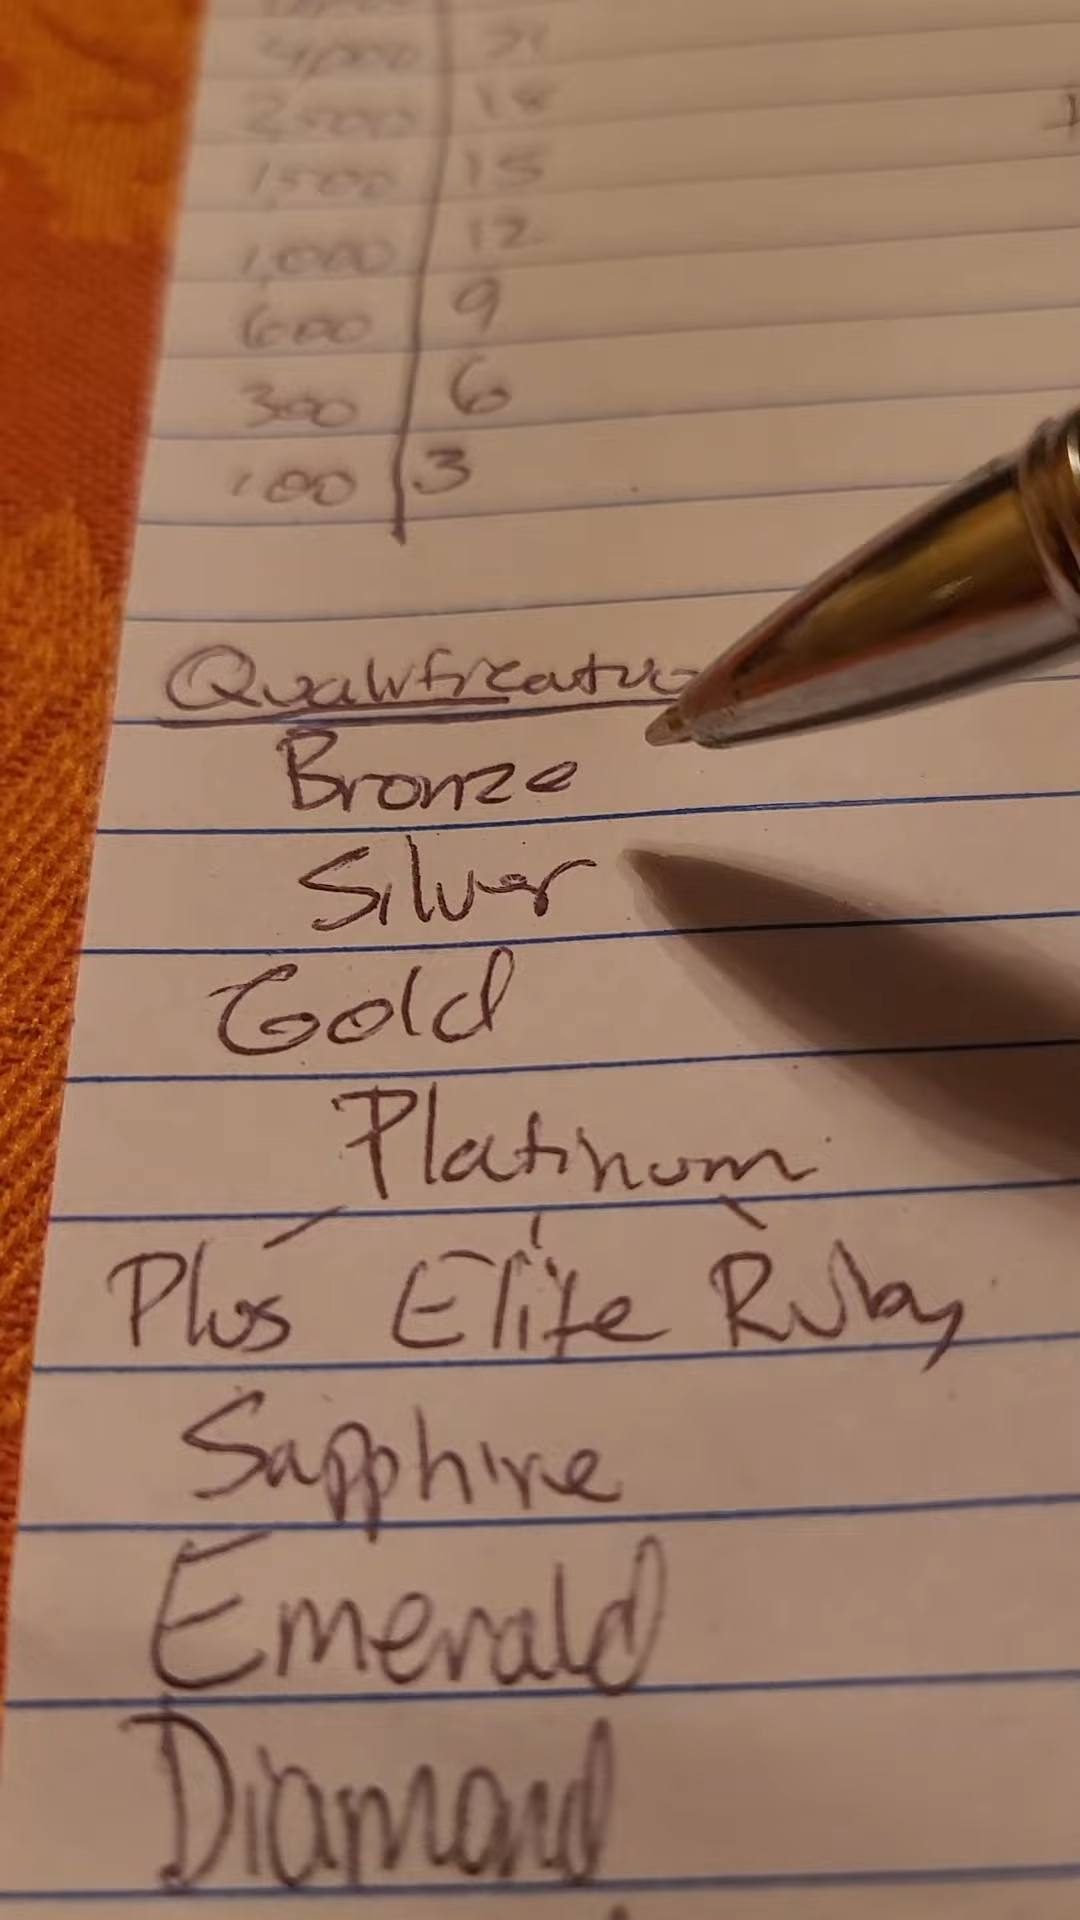 4,000 21
2,500 18
1,500 15
1,000 12
600 9
300 6
100 3
Qualificatio
Bronze
Silver
Gold
Platinum
Plus Elite Ruby
Sapphire
Emerald
Diamond